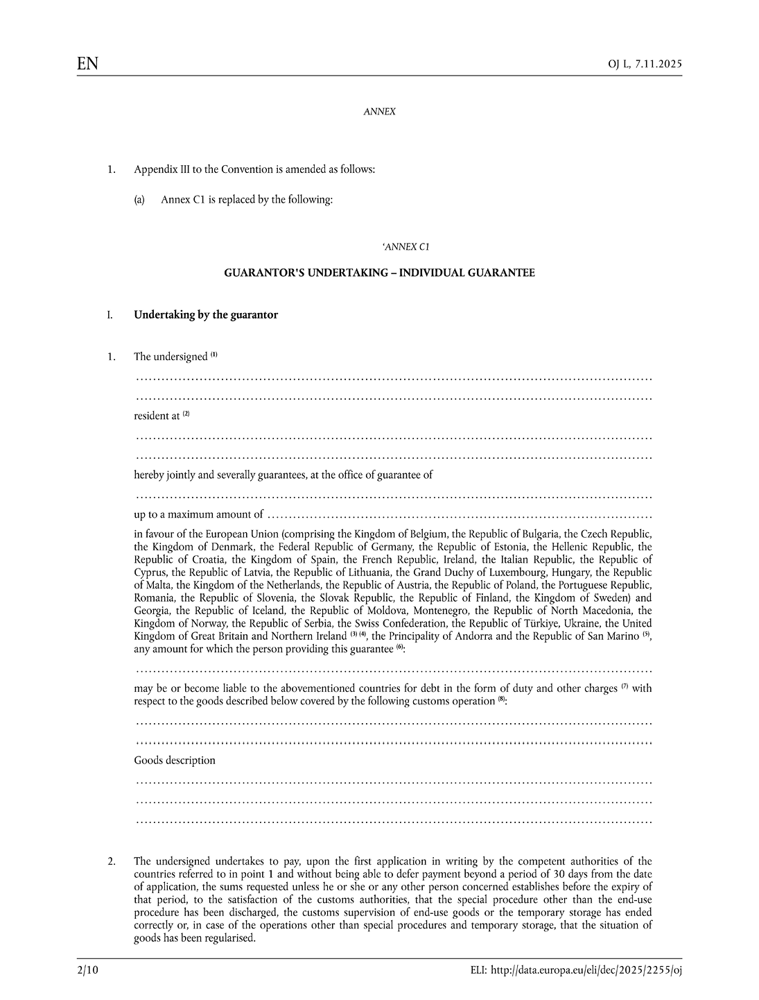 EN
OJ L, 7.11.2025
ANNEX
1. Appendix III to the Convention is amended as follows:
(a) Annex C1 is replaced by the following:
‘ANNEX C1
GUARANTOR'S UNDERTAKING – INDIVIDUAL GUARANTEE
I. Undertaking by the guarantor
1. The undersigned (1)
........................................................................
........................................................................
resident at (2)
........................................................................
........................................................................
hereby jointly and severally guarantees, at the office of guarantee of
........................................................................
up to a maximum amount of ........................................................................
in favour of the European Union (comprising the Kingdom of Belgium, the Republic of Bulgaria, the Czech Republic,
the Kingdom of Denmark, the Federal Republic of Germany, the Republic of Estonia, the Hellenic Republic, the
Republic of Croatia, the Kingdom of Spain, the French Republic, Ireland, the Italian Republic, the Republic of
Cyprus, the Republic of Latvia, the Republic of Lithuania, the Grand Duchy of Luxembourg, Hungary, the Republic
of Malta, the Kingdom of the Netherlands, the Republic of Austria, the Republic of Poland, the Portuguese Republic,
Romania, the Republic of Slovenia, the Slovak Republic, the Republic of Finland, the Kingdom of Sweden) and
Georgia, the Republic of Iceland, the Republic of Moldova, Montenegro, the Republic of North Macedonia, the
Kingdom of Norway, the Republic of Serbia, the Swiss Confederation, the Republic of Türkiye, Ukraine, the United
Kingdom of Great Britain and Northern Ireland (3) (4), the Principality of Andorra and the Republic of San Marino (5),
any amount for which the person providing this guarantee (6):
........................................................................
may be or become liable to the abovementioned countries for debt in the form of duty and other charges (7) with
respect to the goods described below covered by the following customs operation (8):
........................................................................
........................................................................
Goods description
........................................................................
........................................................................
........................................................................
2. The undersigned undertakes to pay, upon the first application in writing by the competent authorities of the
countries referred to in point 1 and without being able to defer payment beyond a period of 30 days from the date
of application, the sums requested unless he or she or any other person concerned establishes before the expiry of
that period, to the satisfaction of the customs authorities, that the special procedure other than the end-use
procedure has been discharged, the customs supervision of end-use goods or the temporary storage has ended
correctly or, in case of the operations other than special procedures and temporary storage, that the situation of
goods has been regularised.
2/10
ELI: http://data.europa.eu/eli/dec/2025/2255/oj